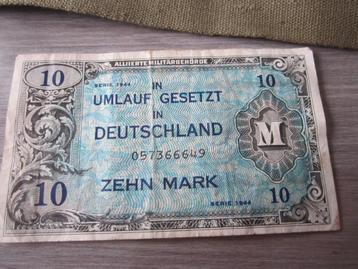 ALLIIERTE MILITÄRBEHÖRDE
SERIE 1944
10 IN 10
UMLAUF GESETZT
IN
DEUTSCHLAND
M
057366649
10 ZEHN MARK 10
SERIE 1944